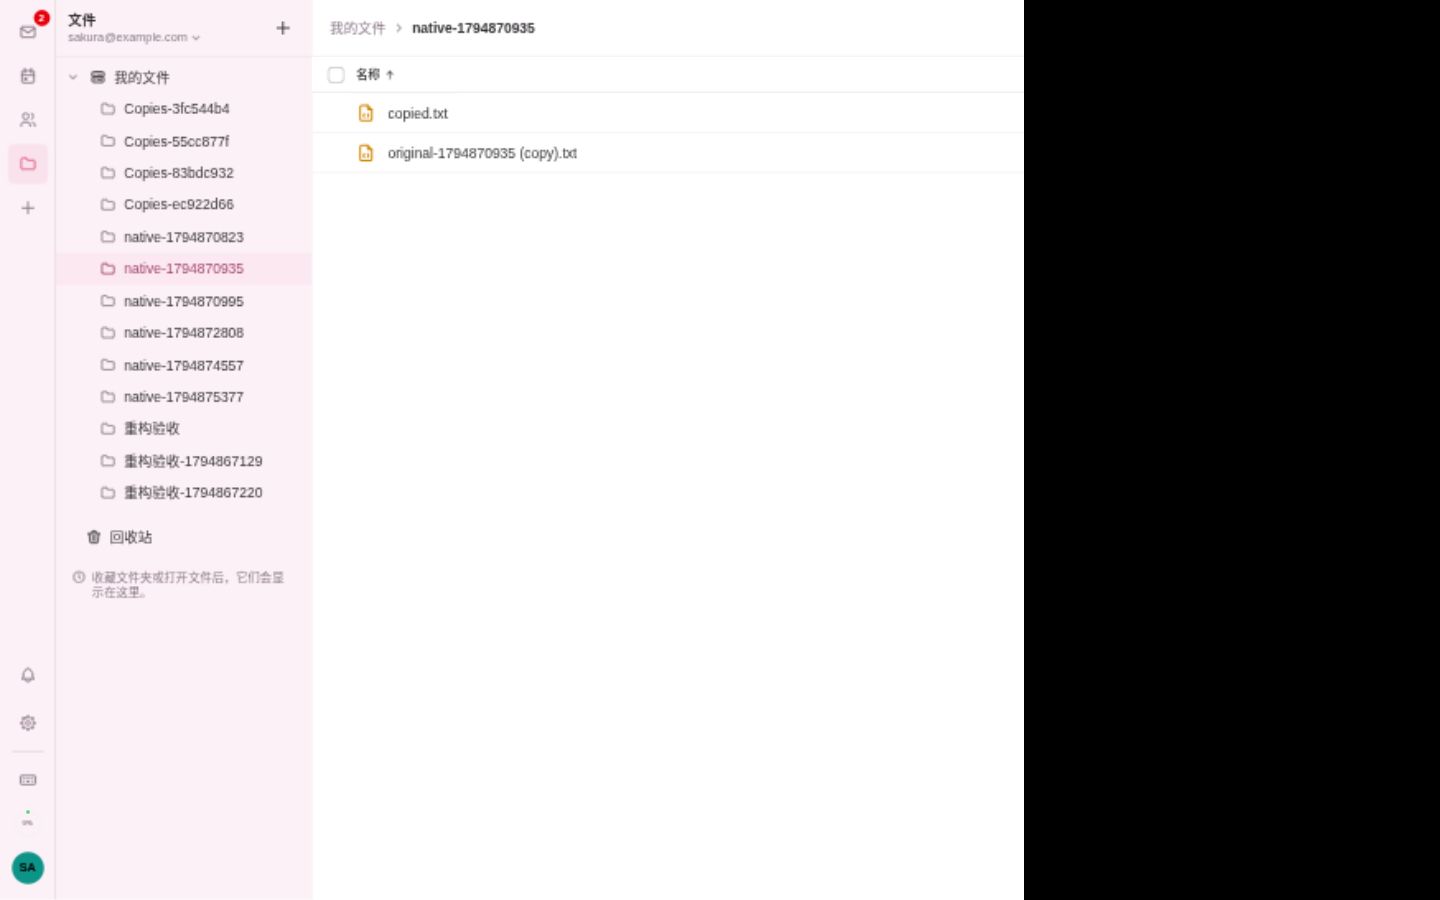 2
文件
sakura@example.com
我的文件
Copies-3fc544b4
Copies-55cc877f
Copies-83bdc932
Copies-ec922d66
native-1794870823
native-1794870935
native-1794870995
native-1794872808
native-1794874557
native-1794875377
重构验收
重构验收-1794867129
重构验收-1794867220
回收站
收藏文件夹或打开文件后，它们会显
示在这里。
SA
我的文件 > native-1794870935
名称
copied.txt
original-1794870935 (copy).txt